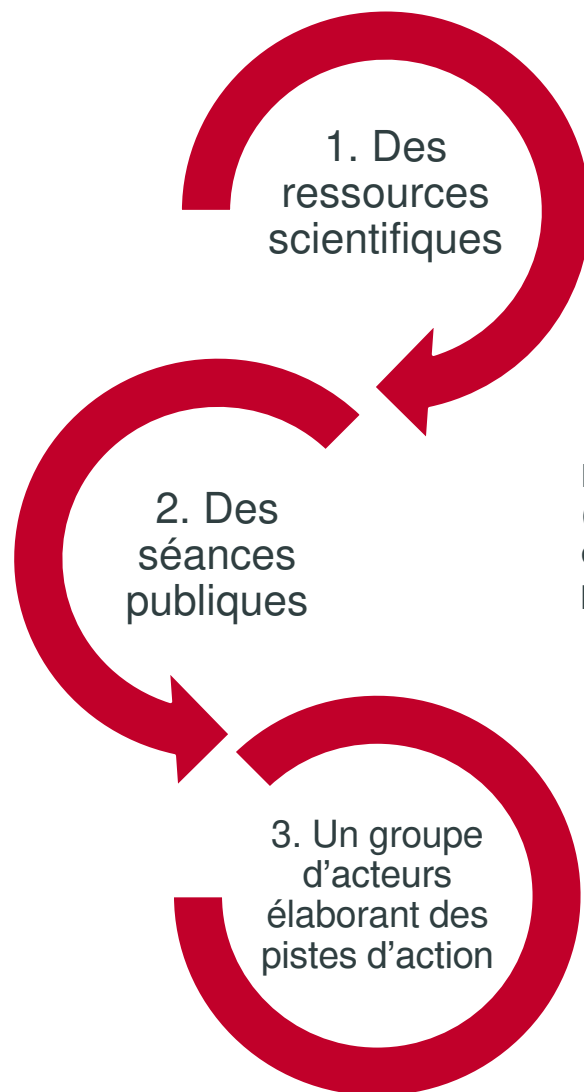 1. Des
ressources
scientifiques
2. Des
séances
publiques
3. Un groupe
d’acteurs
élaborant des
pistes d’action